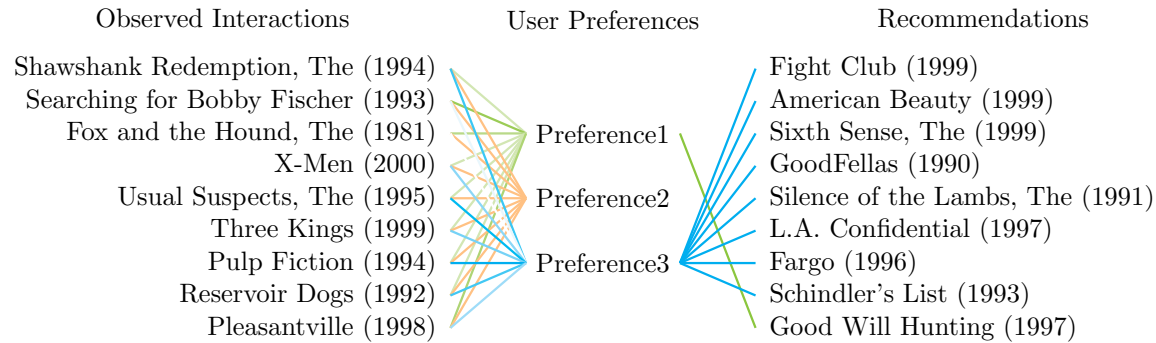 Observed Interactions
Shawshank Redemption, The (1994)
Searching for Bobby Fischer (1993)
Fox and the Hound, The (1981)
X-Men (2000)
Usual Suspects, The (1995)
Three Kings (1999)
Pulp Fiction (1994)
Reservoir Dogs (1992)
Pleasantville (1998)
User Preferences
Preference1
Preference2
Preference3
Recommendations
Fight Club (1999)
American Beauty (1999)
Sixth Sense, The (1999)
GoodFellas (1990)
Silence of the Lambs, The (1991)
L.A. Confidential (1997)
Fargo (1996)
Schindler's List (1993)
Good Will Hunting (1997)